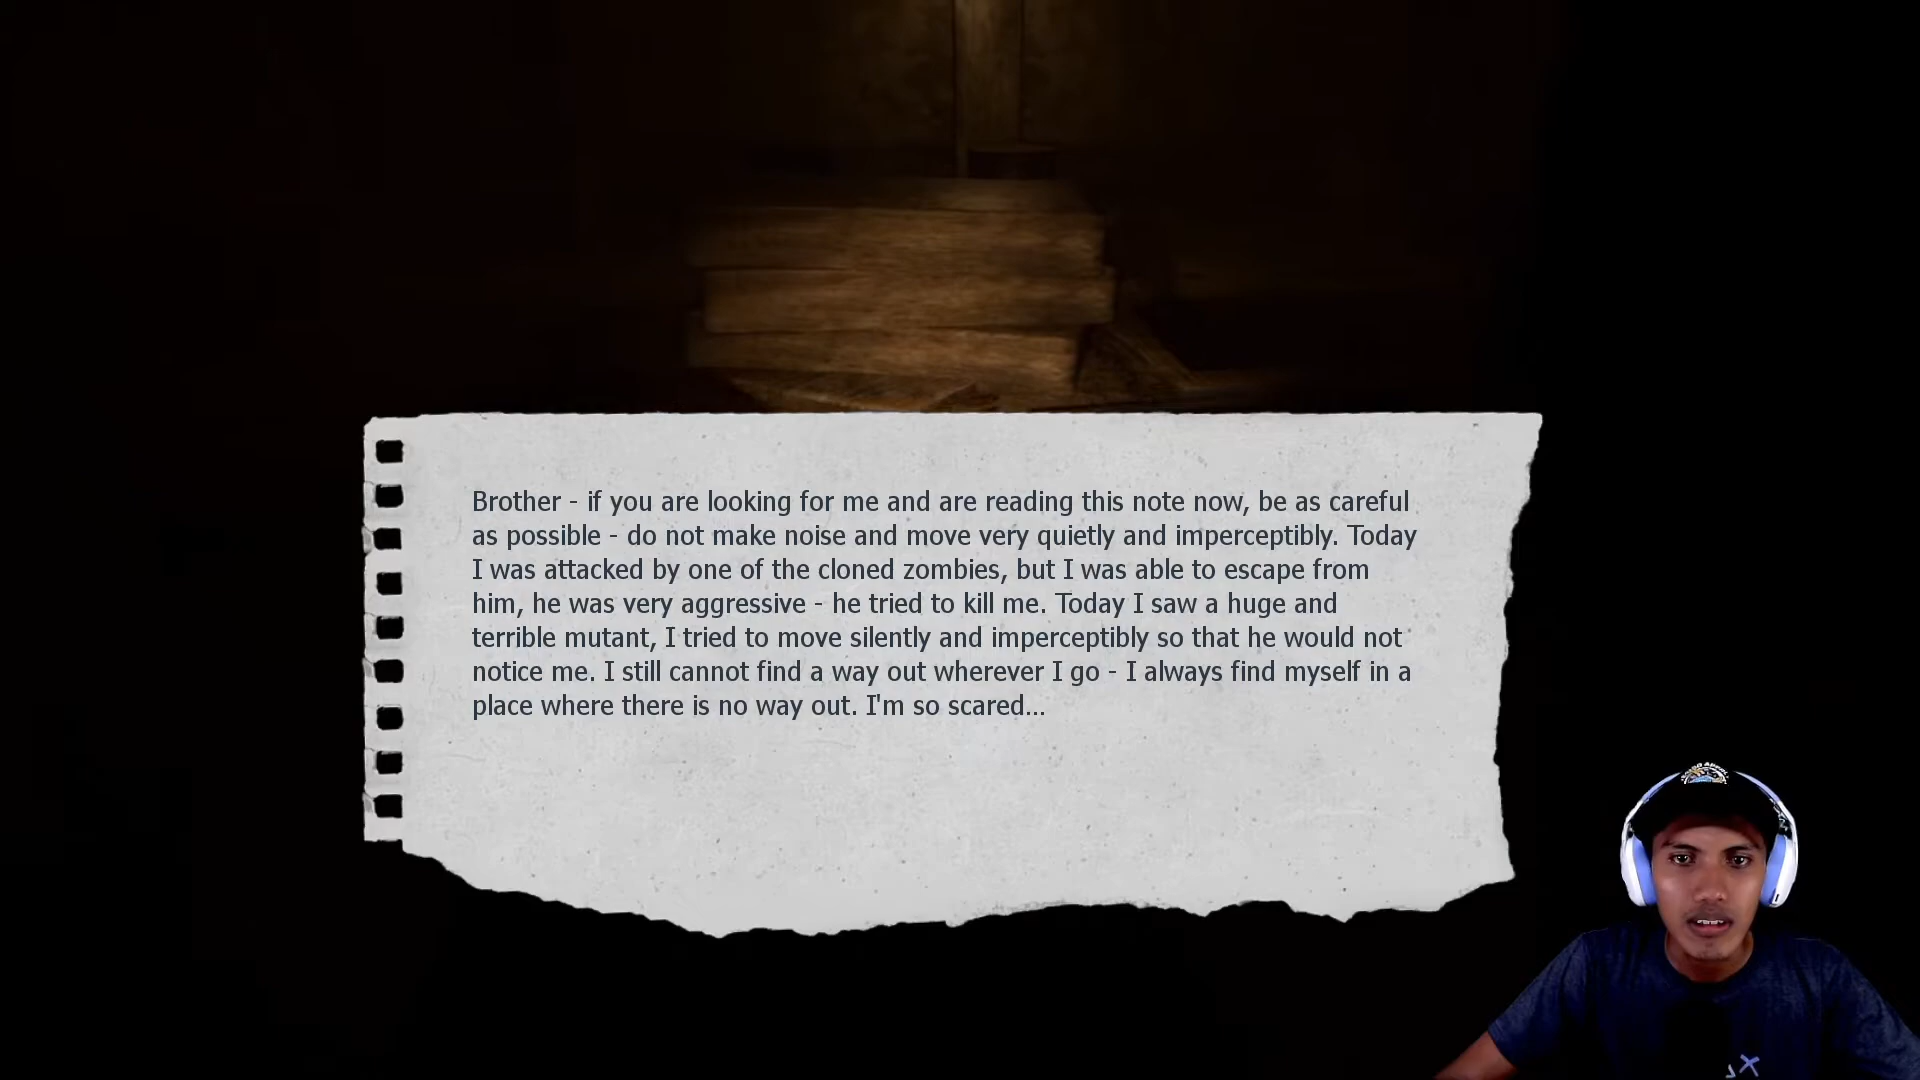 Brother - if you are looking for me and are reading this note now, be as careful
as possible - do not make noise and move very quietly and imperceptibly. Today
I was attacked by one of the cloned zombies, but I was able to escape from
him, he was very aggressive - he tried to kill me. Today I saw a huge and
terrible mutant, I tried to move silently and imperceptibly so that he would not
notice me. I still cannot find a way out wherever I go - I always find myself in a
place where there is no way out. I'm so scared...